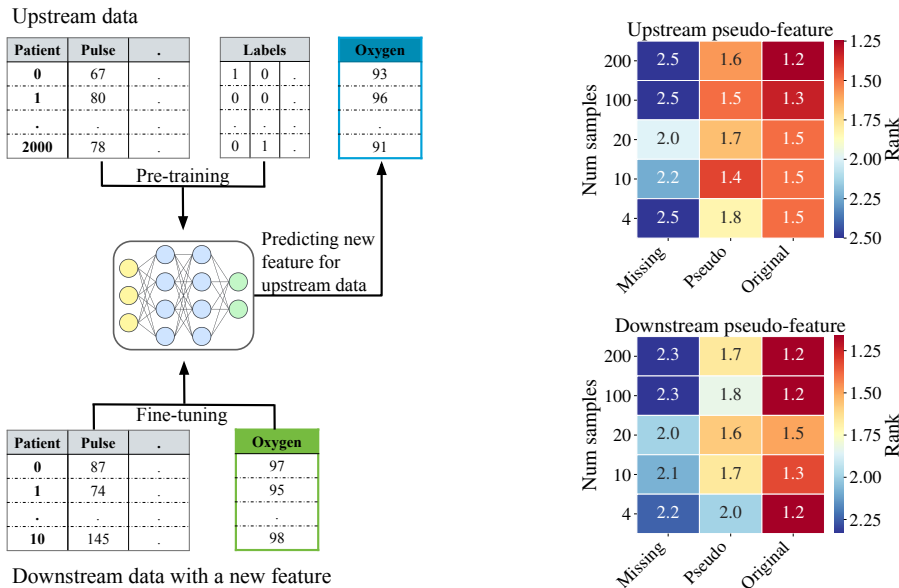 Upstream data
Patient Pulse .
0 67 .
1 80 .
. . .
2000 78 .
Labels
1 0 .
0 0 .
. . .
0 1 .
Oxygen
93
96
.
91
Pre-training
Predicting new
feature for
upstream data
Fine-tuning
Patient Pulse .
0 87 .
1 74 .
. . .
10 145 .
Oxygen
97
95
.
98
Downstream data with a new feature
Upstream pseudo-feature
Num samples
200 2.5 1.6 1.2
100 2.5 1.5 1.3
20 2.0 1.7 1.5
10 2.2 1.4 1.5
4 2.5 1.8 1.5
Missing Pseudo Original
1.25
1.50
1.75
2.00
2.25
2.50
Rank
Downstream pseudo-feature
Num samples
200 2.3 1.7 1.2
100 2.3 1.8 1.2
20 2.0 1.6 1.5
10 2.1 1.7 1.3
4 2.2 2.0 1.2
Missing Pseudo Original
1.25
1.50
1.75
2.00
2.25
Rank